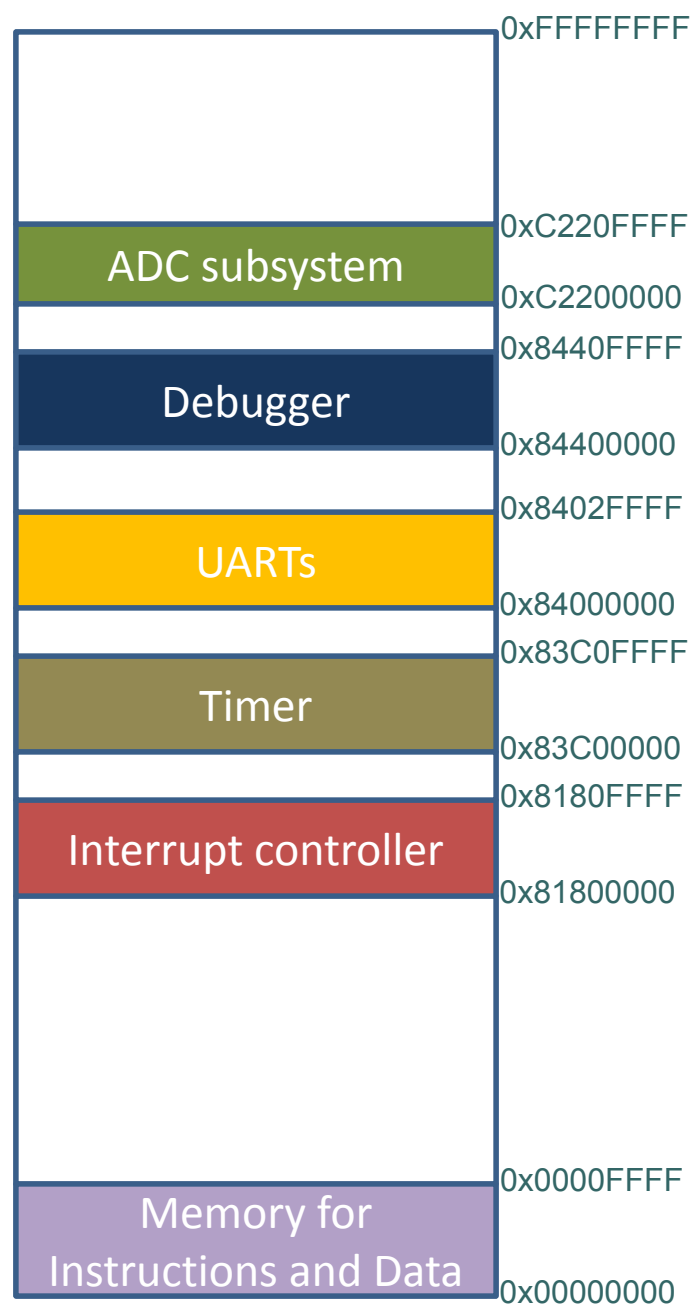 0xFFFFFFFF
0xC220FFFF
ADC subsystem
0xC2200000
0x8440FFFF
Debugger
0x84400000
0x8402FFFF
UARTs
0x84000000
0x83C0FFFF
Timer
0x83C00000
0x8180FFFF
Interrupt controller
0x81800000
0x0000FFFF
Memory for
Instructions and Data
0x00000000